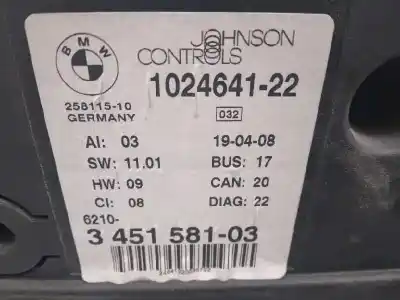 BMW
JOHNSON
CONTROLS
1024641-22
258115-10
GERMANY
032
AI: 03 19-04-08
SW: 11.01 BUS: 17
HW: 09 CAN: 20
CI: 08 DIAG: 22
6210-
3 451 581-03